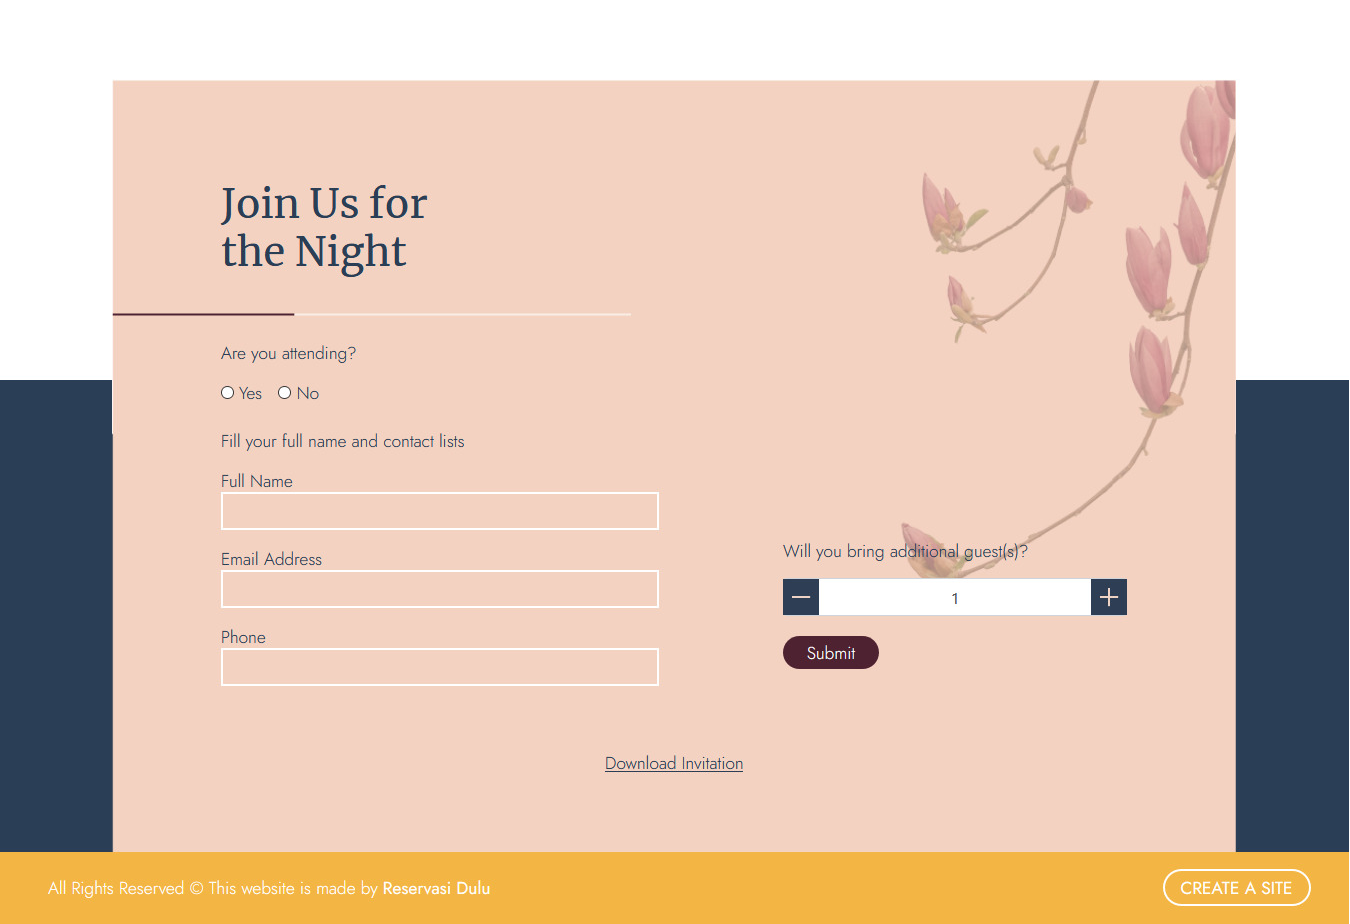 Join Us for
the Night
Are you attending?
Yes No
Fill your full name and contact lists
Full Name
Email Address
Phone
Will you bring additional guest(s)?
1
Submit
Download Invitation
All Rights Reserved © This website is made by Reservasi Dulu
CREATE A SITE